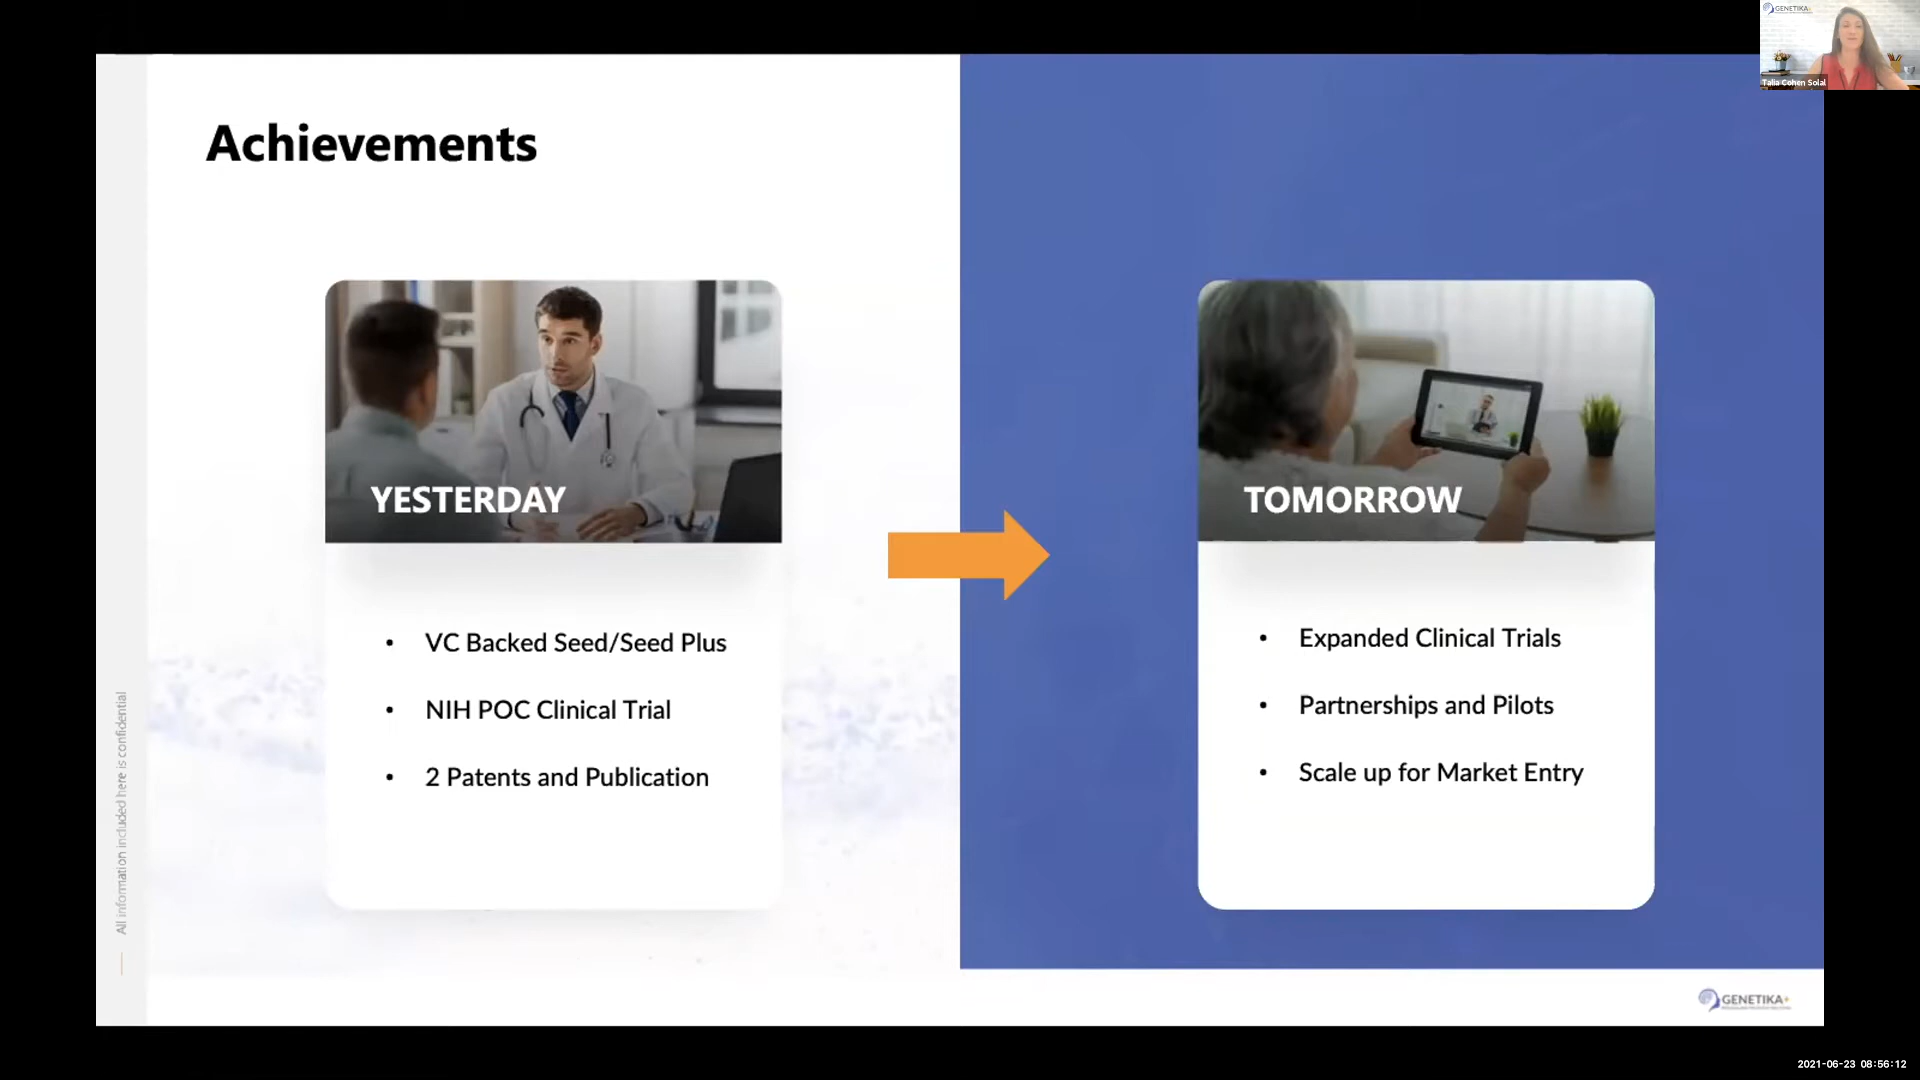 GENETIKA+
Talia Cohen Solal
Achievements
YESTERDAY
• VC Backed Seed/Seed Plus
• NIH POC Clinical Trial
• 2 Patents and Publication
TOMORROW
• Expanded Clinical Trials
• Partnerships and Pilots
• Scale up for Market Entry
All information included here is confidential
GENETIKA+
2021-06-23 08:56:12